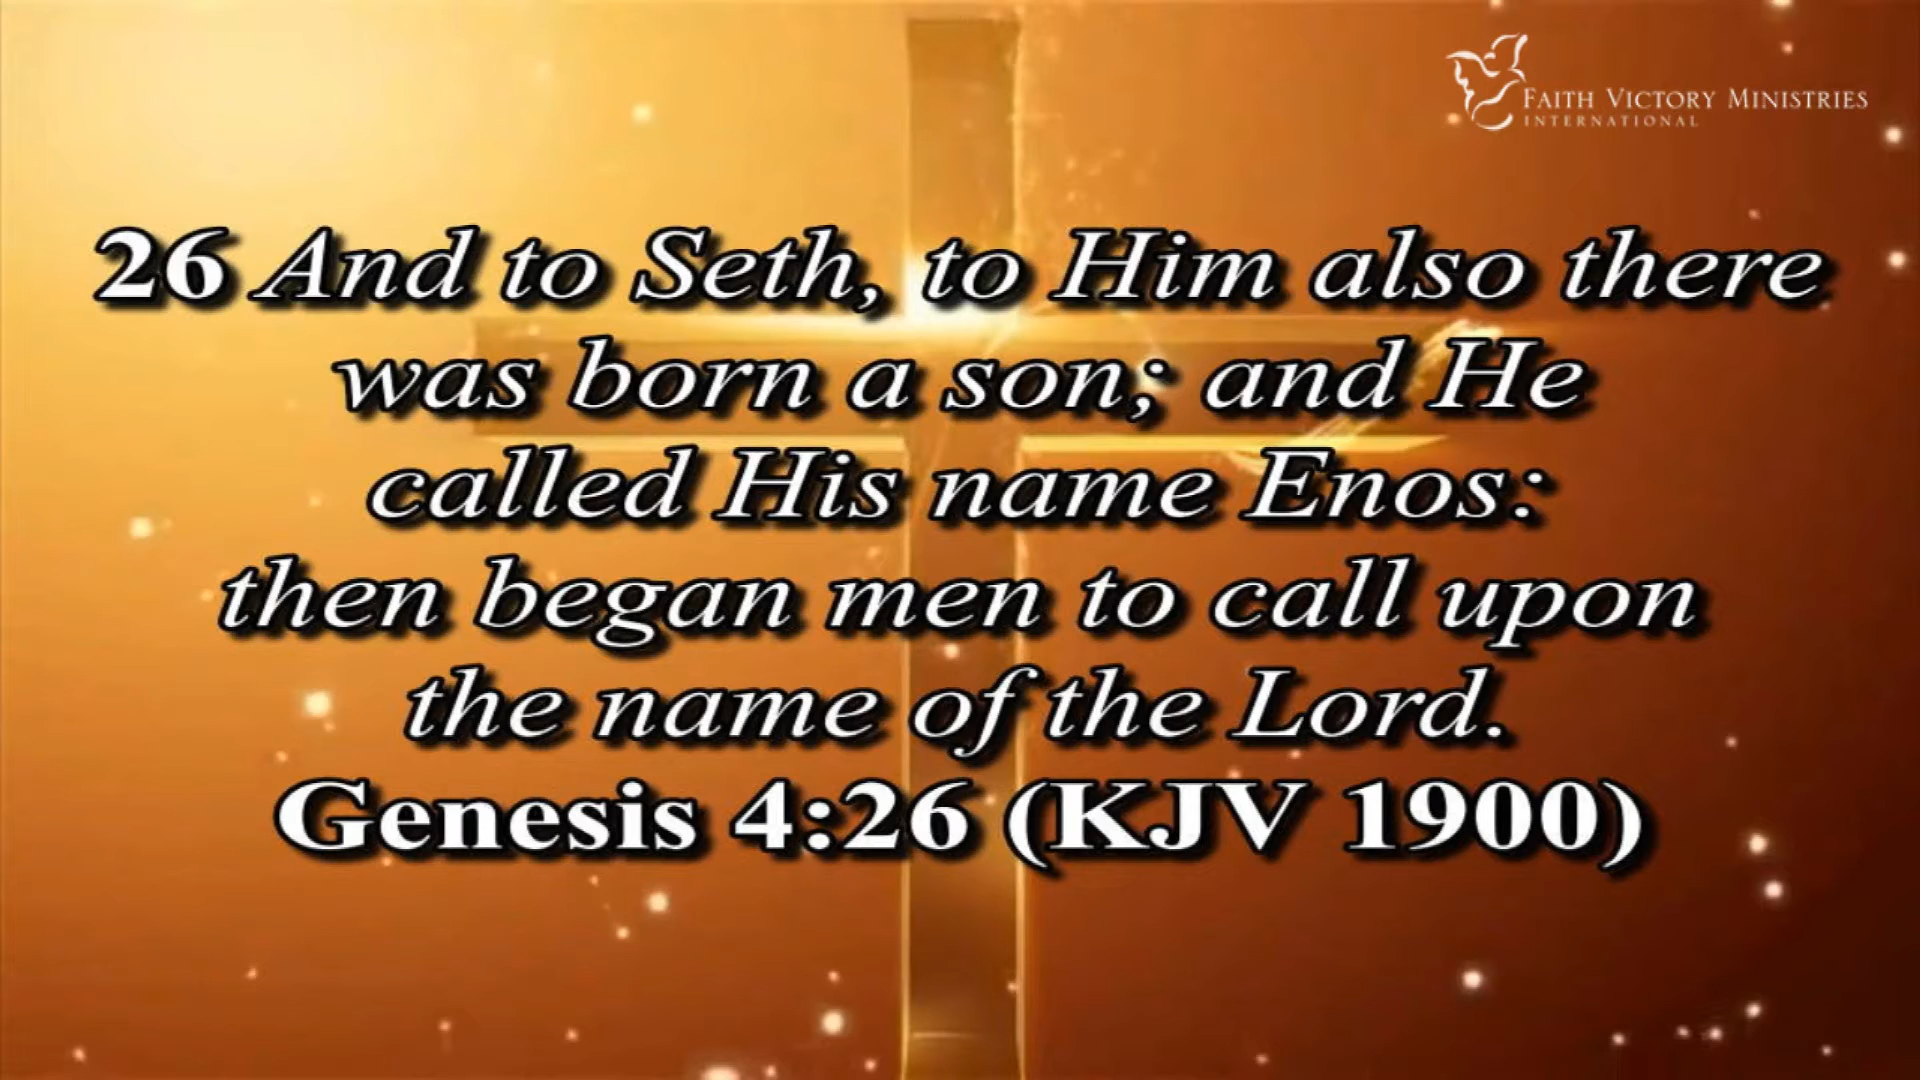 FAITH VICTORY MINISTRIES
INTERNATIONAL
26 And to Seth, to Him also there
was born a son; and He
called His name Enos:
then began men to call upon
the name of the Lord.
Genesis 4:26 (KJV 1900)